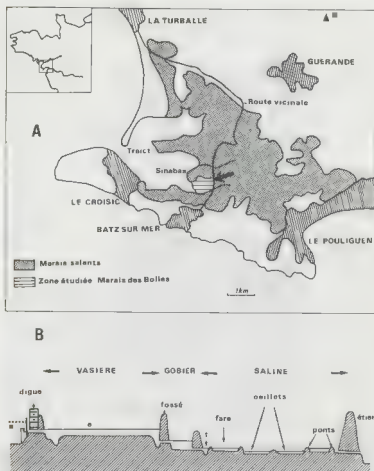 LA TURBALLE
GUERANDE
Route vicinale
A
Traict
Sinabat
LE CROISIC
BATZ SUR MER
LE POULIGUEN
Marais salants
Zone étudiée Marais des Bolles
1km
B
VASIERE
GOBIER
SALINE
digue
fossé
fare
oeillets
ponts
étier
e
t